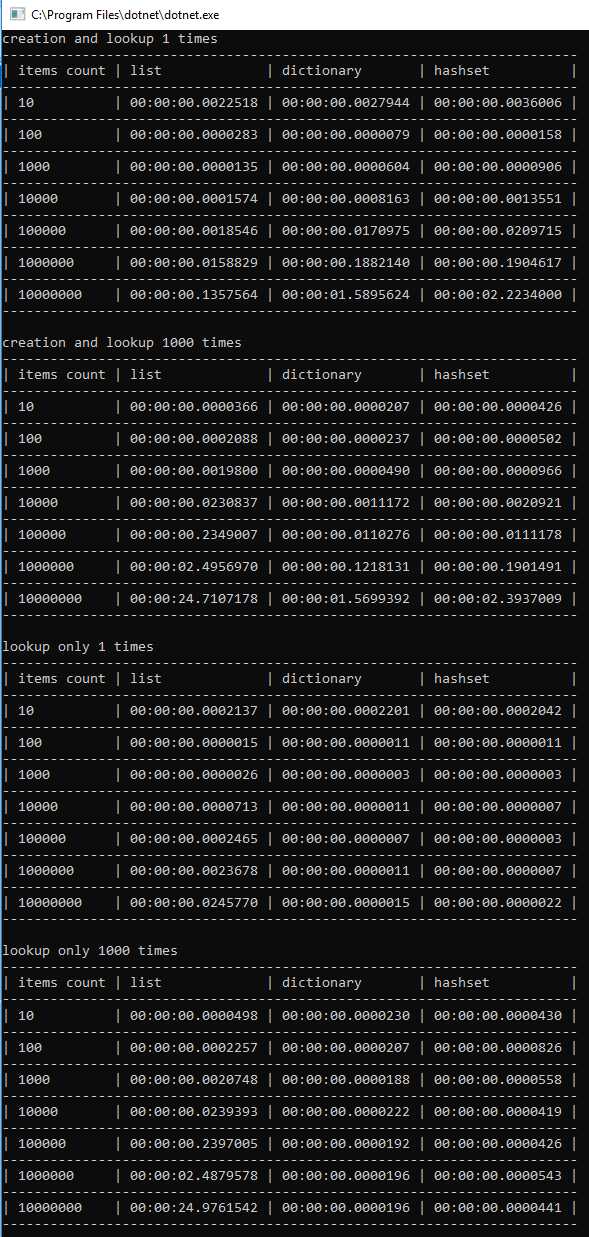 C:\Program Files\dotnet\dotnet.exe
creation and lookup 1 times
------------------------------------------------------------------------
| items count | list             | dictionary       | hashset          |
------------------------------------------------------------------------
| 10          | 00:00:00.0022518 | 00:00:00.0027944 | 00:00:00.0036006 |
------------------------------------------------------------------------
| 100         | 00:00:00.0000283 | 00:00:00.0000079 | 00:00:00.0000158 |
------------------------------------------------------------------------
| 1000        | 00:00:00.0000135 | 00:00:00.0000604 | 00:00:00.0000906 |
------------------------------------------------------------------------
| 10000       | 00:00:00.0001574 | 00:00:00.0008163 | 00:00:00.0013551 |
------------------------------------------------------------------------
| 100000      | 00:00:00.0018546 | 00:00:00.0170975 | 00:00:00.0209715 |
------------------------------------------------------------------------
| 1000000     | 00:00:00.0158829 | 00:00:00.1882140 | 00:00:00.1904617 |
------------------------------------------------------------------------
| 10000000    | 00:00:00.1357564 | 00:00:01.5895624 | 00:00:02.2234000 |
------------------------------------------------------------------------
creation and lookup 1000 times
------------------------------------------------------------------------
| items count | list             | dictionary       | hashset          |
------------------------------------------------------------------------
| 10          | 00:00:00.0000366 | 00:00:00.0000207 | 00:00:00.0000426 |
------------------------------------------------------------------------
| 100         | 00:00:00.0002088 | 00:00:00.0000237 | 00:00:00.0000502 |
------------------------------------------------------------------------
| 1000        | 00:00:00.0019800 | 00:00:00.0000490 | 00:00:00.0000966 |
------------------------------------------------------------------------
| 10000       | 00:00:00.0230837 | 00:00:00.0011172 | 00:00:00.0020921 |
------------------------------------------------------------------------
| 100000      | 00:00:00.2349007 | 00:00:00.0110276 | 00:00:00.0111178 |
------------------------------------------------------------------------
| 1000000     | 00:00:02.4956970 | 00:00:00.1218131 | 00:00:00.1901491 |
------------------------------------------------------------------------
| 10000000    | 00:00:24.7107178 | 00:00:01.5699392 | 00:00:02.3937009 |
------------------------------------------------------------------------
lookup only 1 times
------------------------------------------------------------------------
| items count | list             | dictionary       | hashset          |
------------------------------------------------------------------------
| 10          | 00:00:00.0002137 | 00:00:00.0002201 | 00:00:00.0002042 |
------------------------------------------------------------------------
| 100         | 00:00:00.0000015 | 00:00:00.0000011 | 00:00:00.0000011 |
------------------------------------------------------------------------
| 1000        | 00:00:00.0000026 | 00:00:00.0000003 | 00:00:00.0000003 |
------------------------------------------------------------------------
| 10000       | 00:00:00.0000713 | 00:00:00.0000011 | 00:00:00.0000007 |
------------------------------------------------------------------------
| 100000      | 00:00:00.0002465 | 00:00:00.0000007 | 00:00:00.0000003 |
------------------------------------------------------------------------
| 1000000     | 00:00:00.0023678 | 00:00:00.0000011 | 00:00:00.0000007 |
------------------------------------------------------------------------
| 10000000    | 00:00:00.0245770 | 00:00:00.0000015 | 00:00:00.0000022 |
------------------------------------------------------------------------
lookup only 1000 times
------------------------------------------------------------------------
| items count | list             | dictionary       | hashset          |
------------------------------------------------------------------------
| 10          | 00:00:00.0000498 | 00:00:00.0000230 | 00:00:00.0000430 |
------------------------------------------------------------------------
| 100         | 00:00:00.0002257 | 00:00:00.0000207 | 00:00:00.0000826 |
------------------------------------------------------------------------
| 1000        | 00:00:00.0020748 | 00:00:00.0000188 | 00:00:00.0000558 |
------------------------------------------------------------------------
| 10000       | 00:00:00.0239393 | 00:00:00.0000222 | 00:00:00.0000419 |
------------------------------------------------------------------------
| 100000      | 00:00:00.2397005 | 00:00:00.0000192 | 00:00:00.0000426 |
------------------------------------------------------------------------
| 1000000     | 00:00:02.4879578 | 00:00:00.0000196 | 00:00:00.0000543 |
------------------------------------------------------------------------
| 10000000    | 00:00:24.9761542 | 00:00:00.0000196 | 00:00:00.0000441 |
------------------------------------------------------------------------